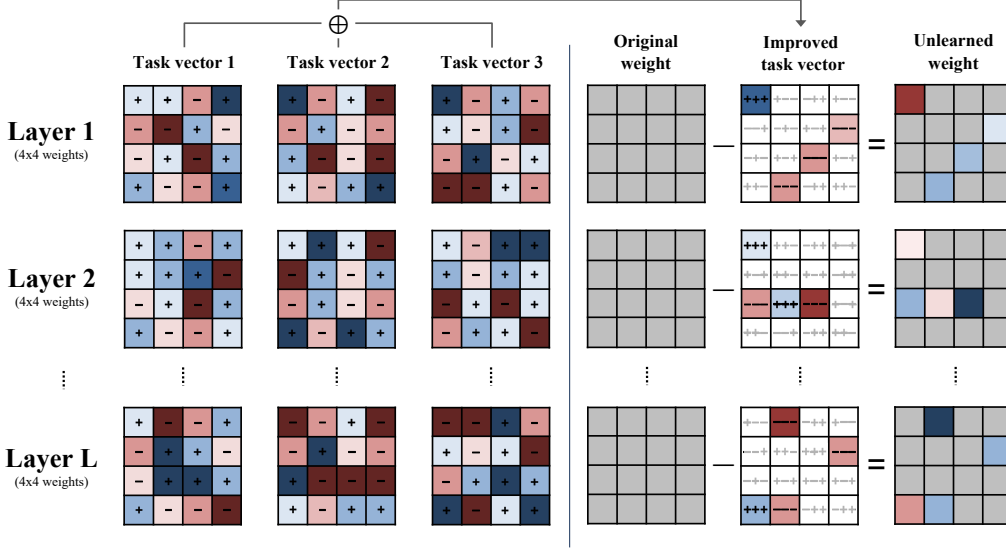 Task vector 1
Task vector 2
Task vector 3
Original
weight
Improved
task vector
Unlearned
weight
Layer 1
(4x4 weights)
− =
Layer 2
(4x4 weights)
− =
Layer L
(4x4 weights)
− =